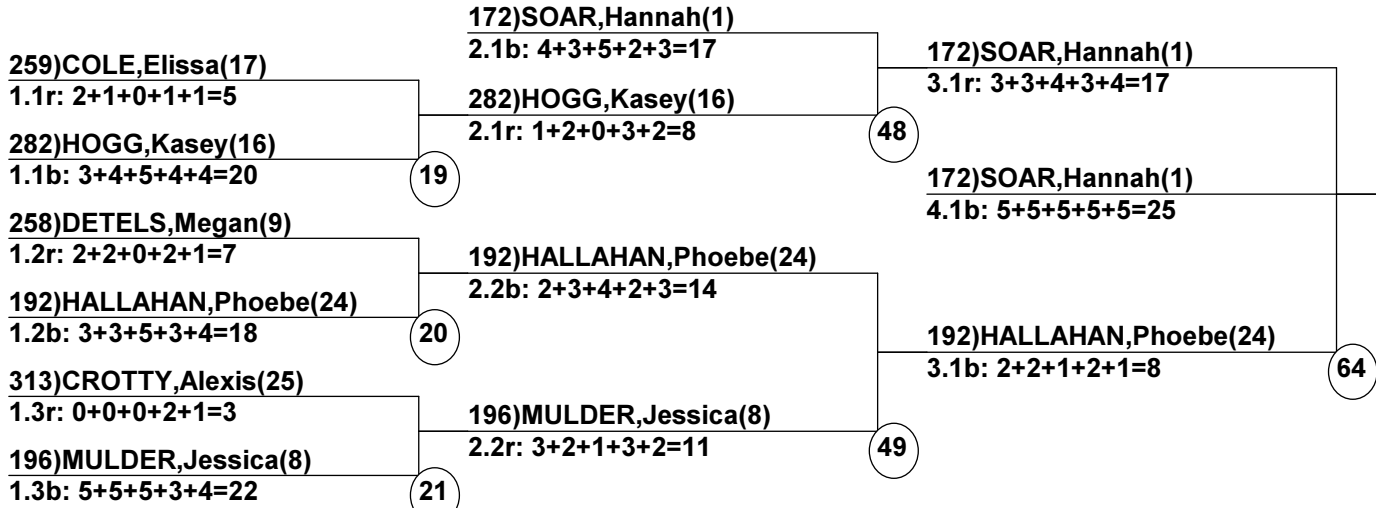 259)COLE,Elissa(17)
1.1r: 2+1+0+1+1=5
282)HOGG,Kasey(16)
1.1b: 3+4+5+4+4=20
19
258)DETELS,Megan(9)
1.2r: 2+2+0+2+1=7
192)HALLAHAN,Phoebe(24)
1.2b: 3+3+5+3+4=18
20
313)CROTTY,Alexis(25)
1.3r: 0+0+0+2+1=3
196)MULDER,Jessica(8)
1.3b: 5+5+5+3+4=22
21
172)SOAR,Hannah(1)
2.1b: 4+3+5+2+3=17
282)HOGG,Kasey(16)
2.1r: 1+2+0+3+2=8
48
192)HALLAHAN,Phoebe(24)
2.2b: 2+3+4+2+3=14
196)MULDER,Jessica(8)
2.2r: 3+2+1+3+2=11
49
172)SOAR,Hannah(1)
3.1r: 3+3+4+3+4=17
172)SOAR,Hannah(1)
4.1b: 5+5+5+5+5=25
192)HALLAHAN,Phoebe(24)
3.1b: 2+2+1+2+1=8
64